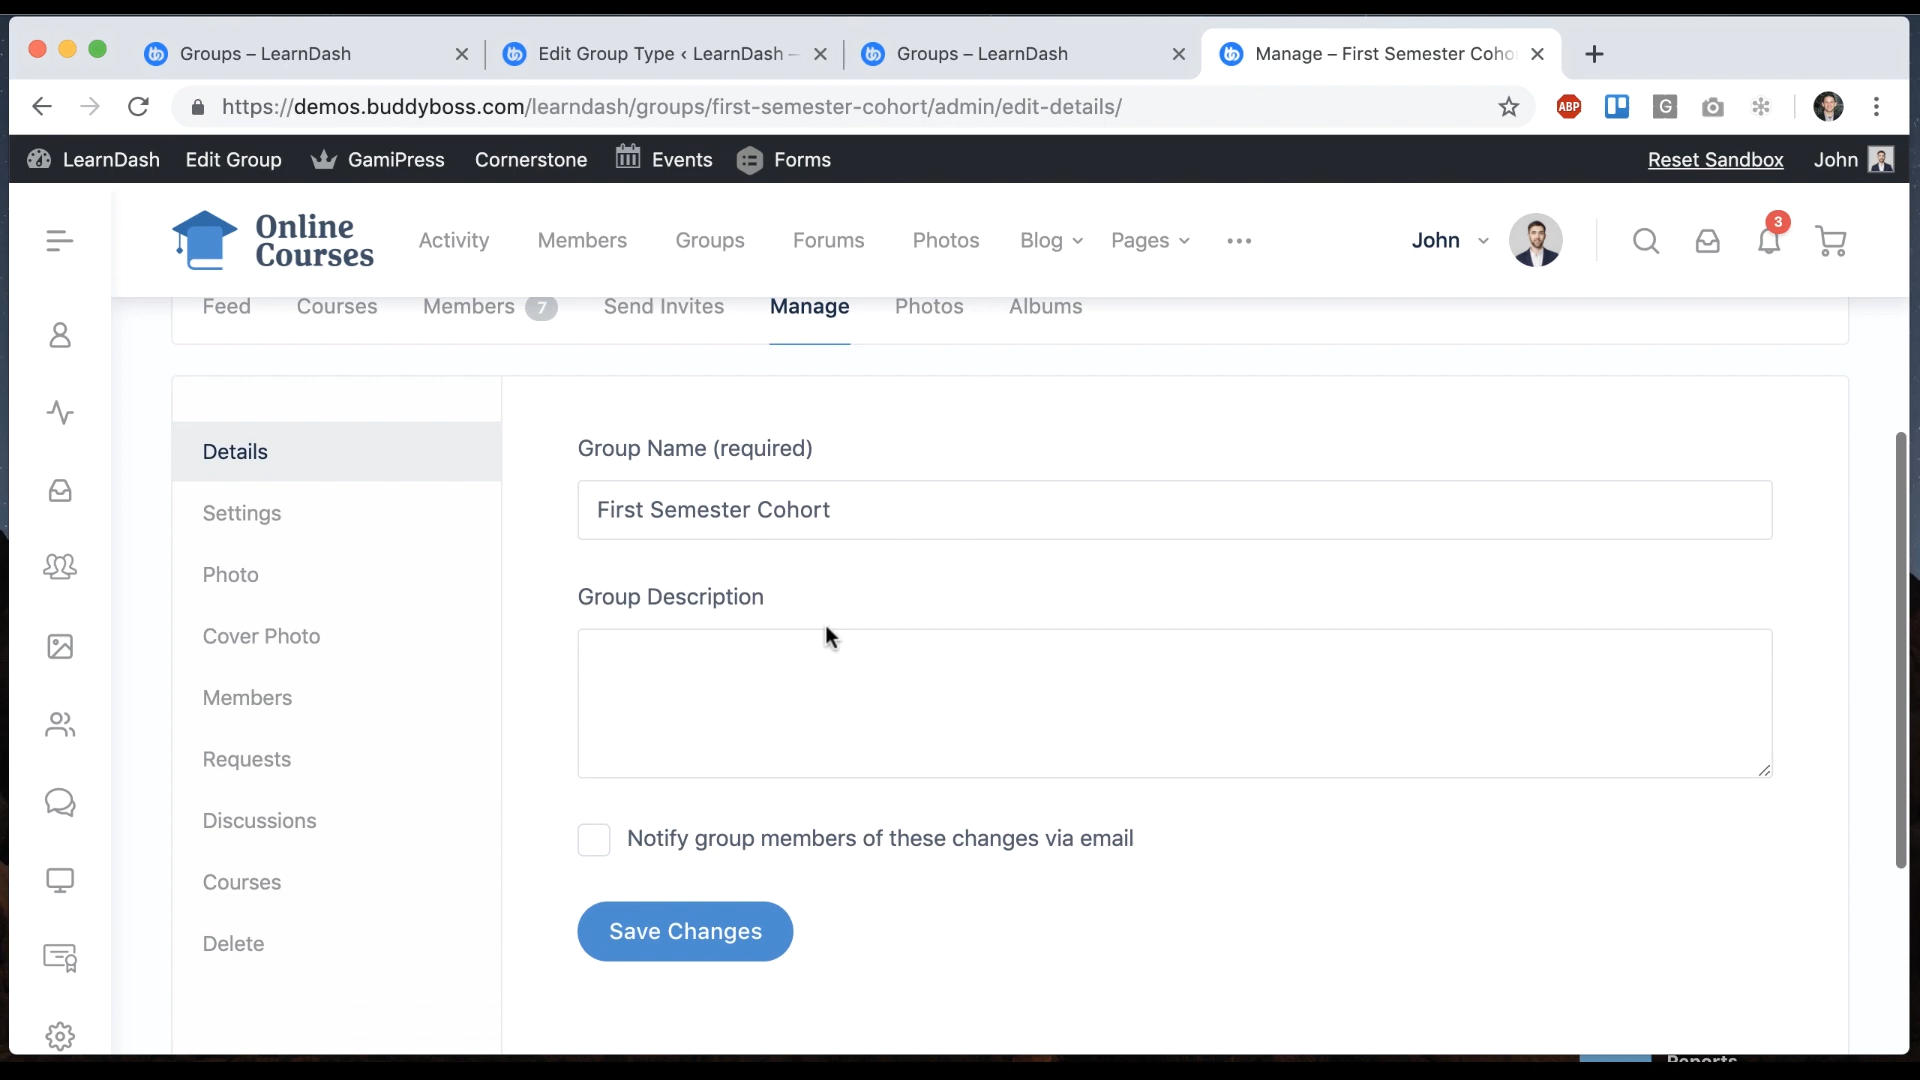 Groups – LearnDash
Edit Group Type ‹ LearnDash –
Groups – LearnDash
Manage – First Semester Coho
https://demos.buddyboss.com/learndash/groups/first-semester-cohort/admin/edit-details/
ABP
G
LearnDash
Edit Group
GamiPress
Cornerstone
Events
Forms
Reset Sandbox
John
Online
Courses
Activity
Members
Groups
Forums
Photos
Blog
Pages
John
3
Feed
Courses
Members 7
Send Invites
Manage
Photos
Albums
Details
Settings
Photo
Cover Photo
Members
Requests
Discussions
Courses
Delete
Group Name (required)
First Semester Cohort
Group Description
Notify group members of these changes via email
Save Changes
Reports